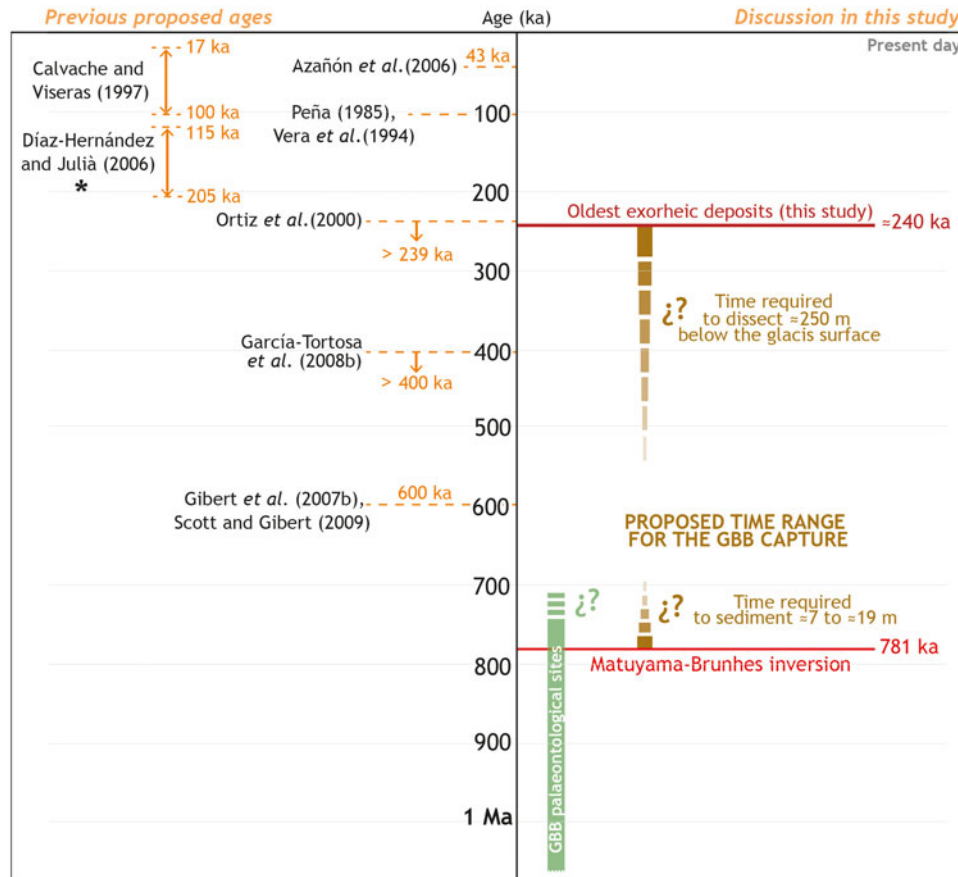 Previous proposed ages
Age (ka)
Discussion in this study
Present day
17 ka
Calvache and
Viseras (1997)
100 ka
115 ka
Díaz-Hernández
and Julià (2006)
*
205 ka
43 ka
Azañón et al.(2006)
Peña (1985),
Vera et al.(1994)
Ortiz et al.(2000)
> 239 ka
García-Tortosa
et al. (2008b)
> 400 ka
600 ka
Gibert et al. (2007b),
Scott and Gibert (2009)
100
200
300
400
500
600
700
800
900
1 Ma
Oldest exorheic deposits (this study)
≈240 ka
¿?
Time required
to dissect ≈250 m
below the glacis surface
PROPOSED TIME RANGE
FOR THE GBB CAPTURE
¿?
¿?
Time required
to sediment ≈7 to ≈19 m
781 ka
Matuyama-Brunhes inversion
GBB palaeontological sites